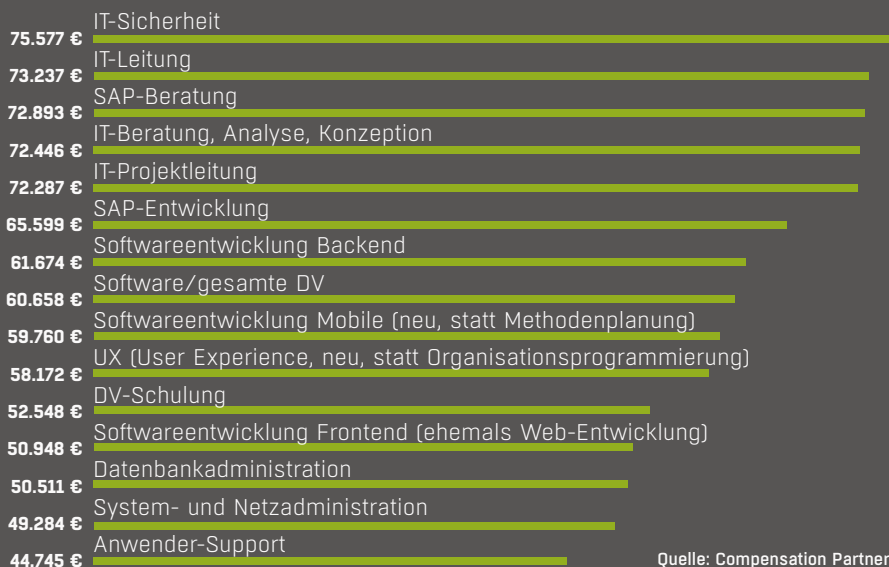 IT-Sicherheit
75.577 €
IT-Leitung
73.237 €
SAP-Beratung
72.893 €
IT-Beratung, Analyse, Konzeption
72.446 €
IT-Projektleitung
72.287 €
SAP-Entwicklung
65.599 €
Softwareentwicklung Backend
61.674 €
Software/gesamte DV
60.658 €
Softwareentwicklung Mobile (neu, statt Methodenplanung)
59.760 €
UX (User Experience, neu, statt Organisationsprogrammierung)
58.172 €
DV-Schulung
52.548 €
Softwareentwicklung Frontend (ehemals Web-Entwicklung)
50.948 €
Datenbankadministration
50.511 €
System- und Netzadministration
49.284 €
Anwender-Support
44.745 €
Quelle: Compensation Partner